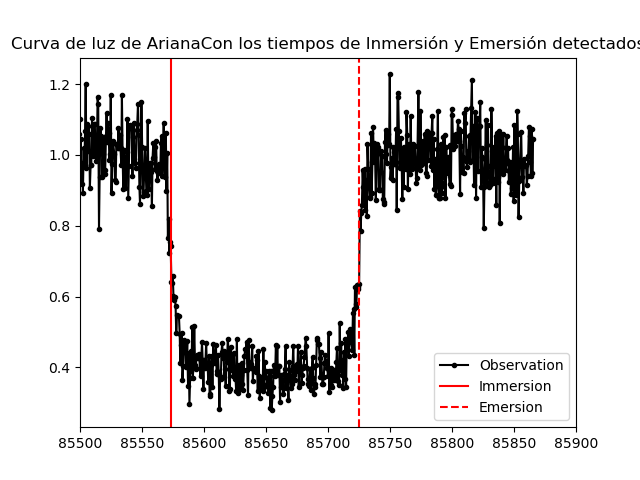 Curva de luz de ArianaCon los tiempos de Inmersión y Emersión detectados
1.2
1.0
0.8
0.6
0.4
Observation
Immersion
Emersion
85500 85550 85600 85650 85700 85750 85800 85850 85900